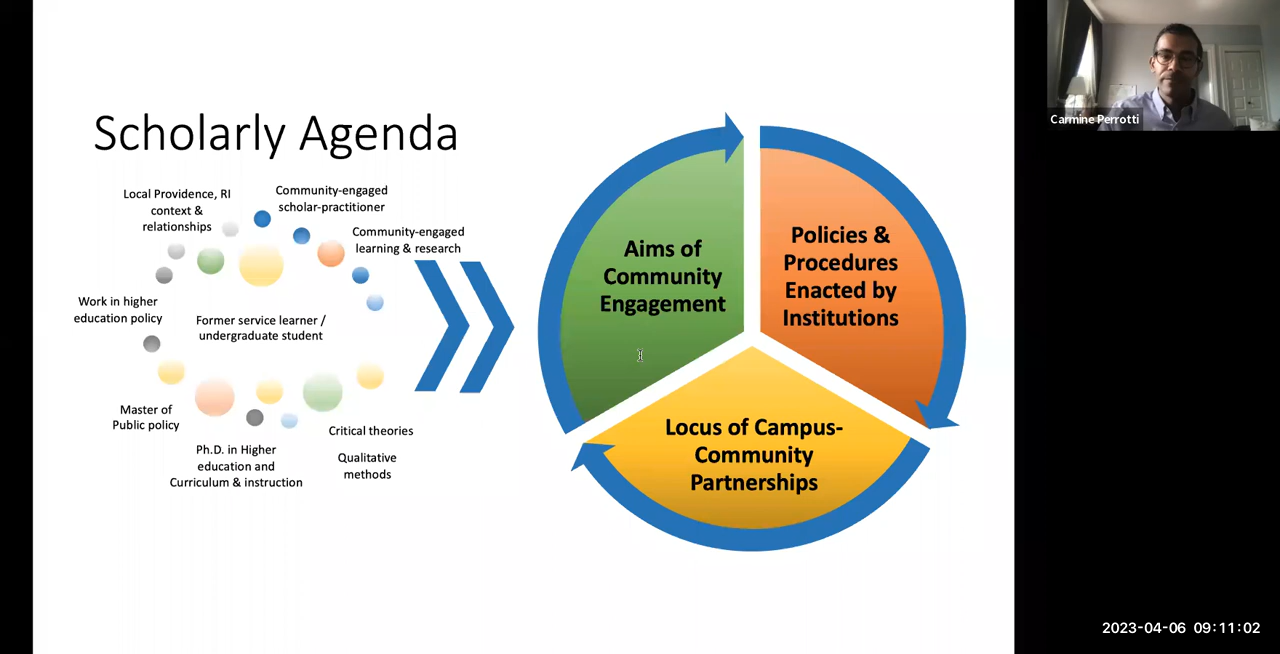 Scholarly Agenda
Local Providence, RI
context &
relationships
Community-engaged
scholar-practitioner
Community-engaged
learning & research
Work in higher
education policy
Former service learner /
undergraduate student
Master of
Public policy
Ph.D. in Higher
education and
Curriculum & instruction
Critical theories
Qualitative
methods
Aims of
Community
Engagement
Policies &
Procedures
Enacted by
Institutions
Locus of Campus-
Community
Partnerships
Carmine Perrotti
2023-04-06 09:11:02